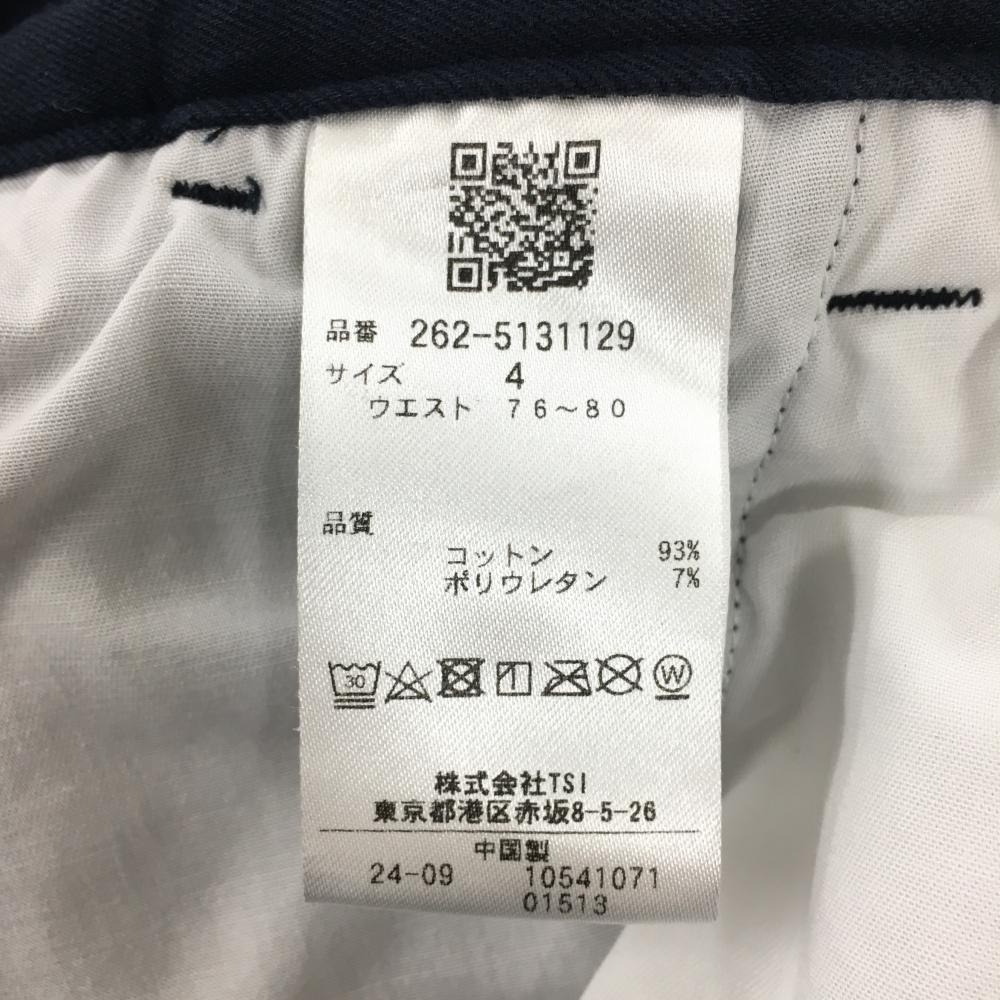 品番 262-5131129
サイズ 4
ウエスト 76〜80
品質
コットン 93%
ポリウレタン 7%
30 W
株式会社TSI
東京都港区赤坂8-5-26
中国製
24-09 10541071
01513